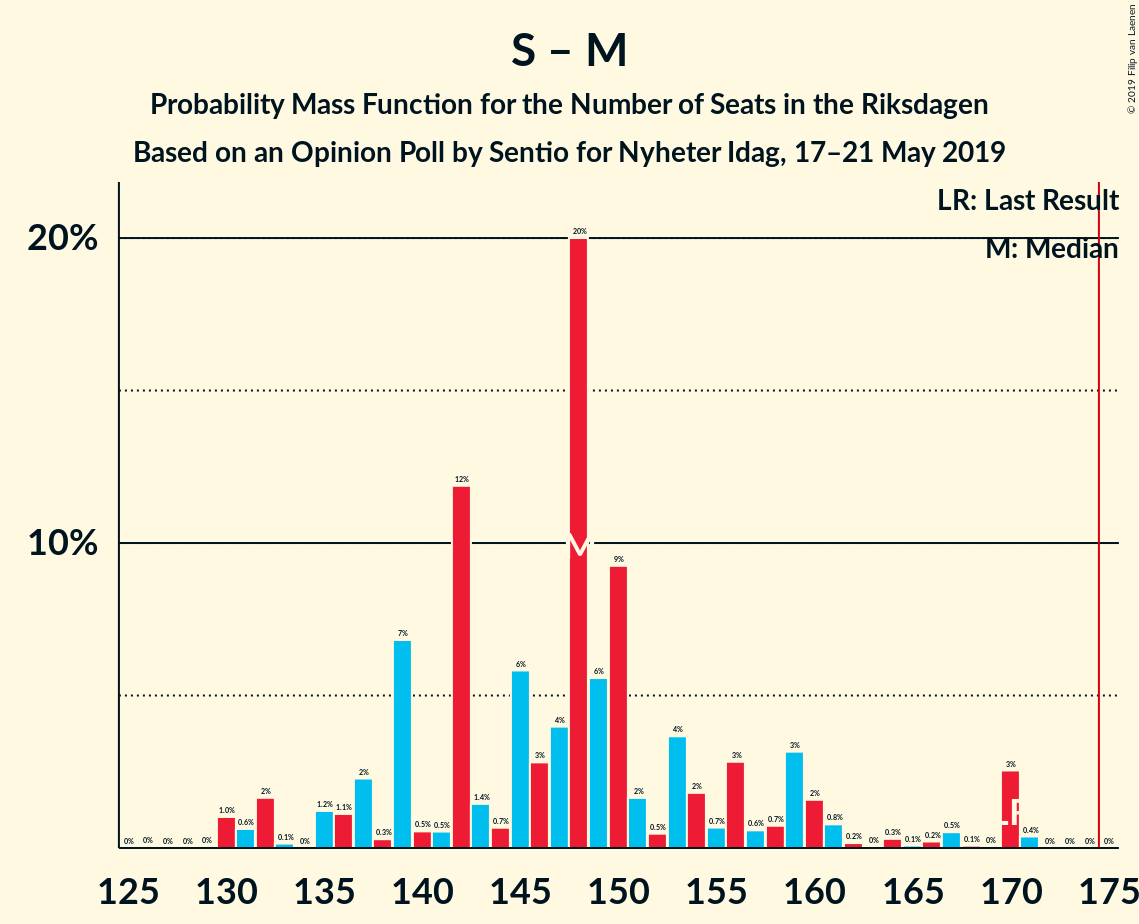 © 2019 Filip van Laenen
S – M
Probability Mass Function for the Number of Seats in the Riksdagen
Based on an Opinion Poll by Sentio for Nyheter Idag, 17–21 May 2019
LR: Last Result
M: Median
20%
10%
0% 0% 0% 0% 0% 1.0% 0.6% 2% 0.1% 0% 1.2% 1.1% 2% 0.3% 7% 0.5% 0.5% 12% 1.4% 0.7% 6% 3% 4% 20% 6% 9% 2% 0.5% 4% 2% 0.7% 3% 0.6% 0.7% 3% 2% 0.8% 0.2% 0% 0.3% 0.1% 0.2% 0.5% 0.1% 0% 3% 0.4% 0% 0% 0% 0%
M
LR
125 130 135 140 145 150 155 160 165 170 175